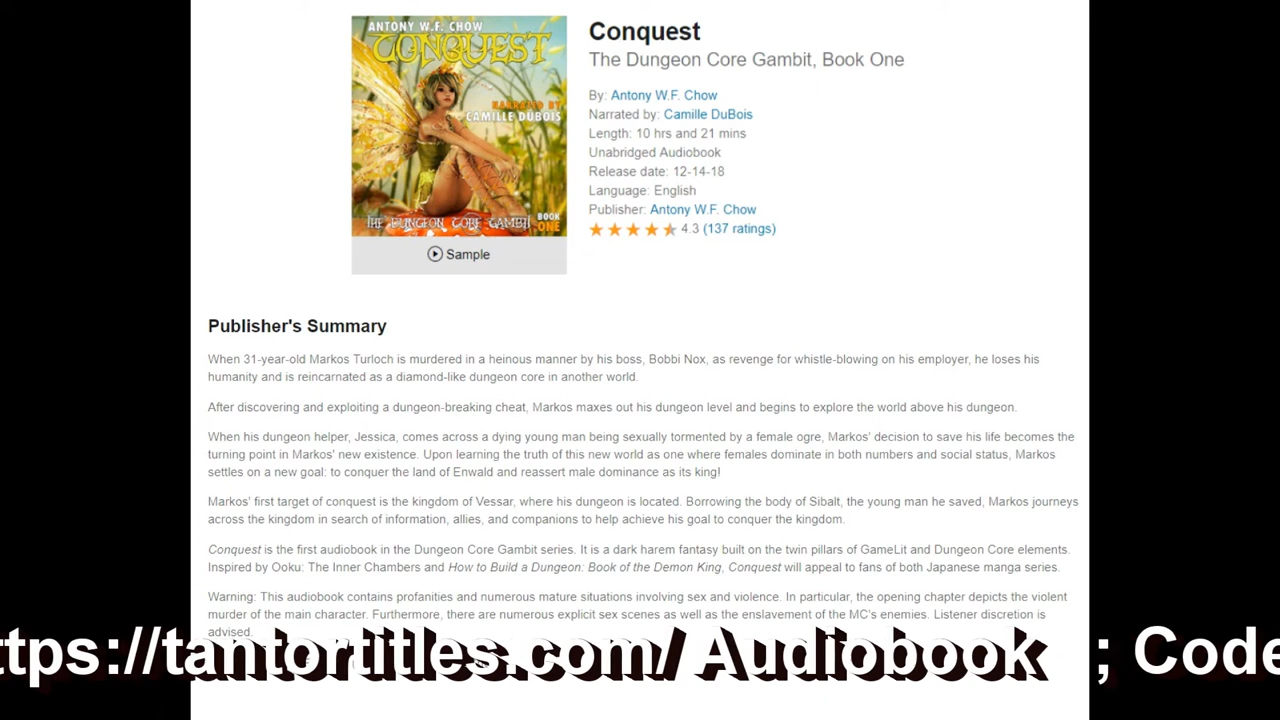 ANTONY W.F. CHOW
CONQUEST
NARRATED BY
CAMILLE DUBOIS
THE DUNGEON CORE GAMBIT
BOOK
ONE
Sample
Conquest
The Dungeon Core Gambit, Book One
By: Antony W.F. Chow
Narrated by: Camille DuBois
Length: 10 hrs and 21 mins
Unabridged Audiobook
Release date: 12-14-18
Language: English
Publisher: Antony W.F. Chow
4.3 (137 ratings)
Publisher's Summary
When 31-year-old Markos Turloch is murdered in a heinous manner by his boss, Bobbi Nox, as revenge for whistle-blowing on his employer, he loses his
humanity and is reincarnated as a diamond-like dungeon core in another world.
After discovering and exploiting a dungeon-breaking cheat, Markos maxes out his dungeon level and begins to explore the world above his dungeon.
When his dungeon helper, Jessica, comes across a dying young man being sexually tormented by a female ogre, Markos' decision to save his life becomes the
turning point in Markos' new existence. Upon learning the truth of this new world as one where females dominate in both numbers and social status, Markos
settles on a new goal: to conquer the land of Enwald and reassert male dominance as its king!
Markos' first target of conquest is the kingdom of Vessar, where his dungeon is located. Borrowing the body of Sibalt, the young man he saved, Markos journeys
across the kingdom in search of information, allies, and companions to help achieve his goal to conquer the kingdom.
Conquest is the first audiobook in the Dungeon Core Gambit series. It is a dark harem fantasy built on the twin pillars of GameLit and Dungeon Core elements.
Inspired by Ooku: The Inner Chambers and How to Build a Dungeon: Book of the Demon King, Conquest will appeal to fans of both Japanese manga series.
Warning: This audiobook contains profanities and numerous mature situations involving sex and violence. In particular, the opening chapter depicts the violent
murder of the main character. Furthermore, there are numerous explicit sex scenes as well as the enslavement of the MC's enemies. Listener discretion is
advised.
ttps://tantortitles.com/ Audiobook ; Code